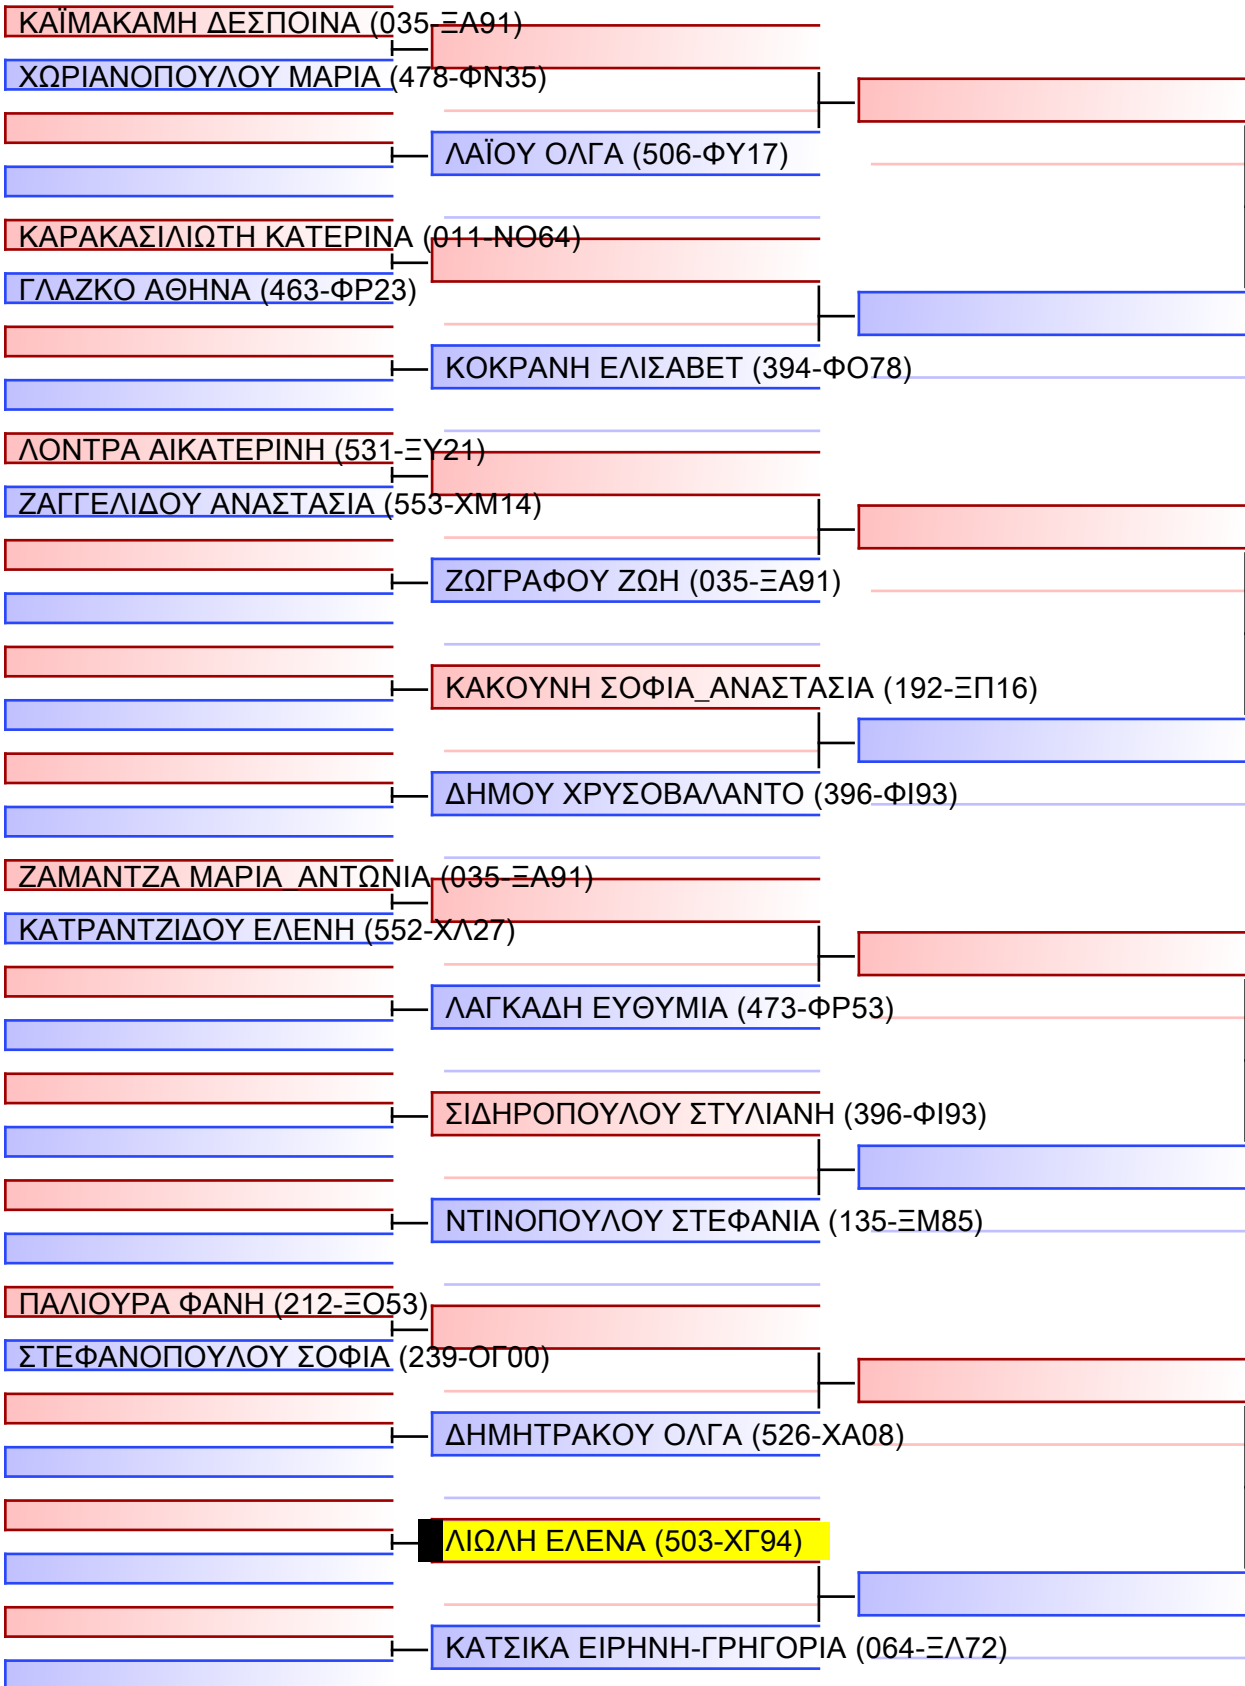 ΚΑΪΜΑΚΑΜΗ ΔΕΣΠΟΙΝΑ (035-ΞΑ91)
ΧΩΡΙΑΝΟΠΟΥΛΟΥ ΜΑΡΙΑ (478-ΦΝ35)
ΛΑΪΟΥ ΟΛΓΑ (506-ΦΥ17)
ΚΑΡΑΚΑΣΙΛΙΩΤΗ ΚΑΤΕΡΙΝΑ (011-ΝΟ64)
ΓΛΑΖΚΟ ΑΘΗΝΑ (463-ΦΡ23)
ΚΟΚΡΑΝΗ ΕΛΙΣΑΒΕΤ (394-ΦΟ78)
ΛΟΝΤΡΑ ΑΙΚΑΤΕΡΙΝΗ (531-ΞΥ21)
ΖΑΓΓΕΛΙΔΟΥ ΑΝΑΣΤΑΣΙΑ (553-ΧΜ14)
ΖΩΓΡΑΦΟΥ ΖΩΗ (035-ΞΑ91)
ΚΑΚΟΥΝΗ ΣΟΦΙΑ_ΑΝΑΣΤΑΣΙΑ (192-ΞΠ16)
ΔΗΜΟΥ ΧΡΥΣΟΒΑΛΑΝΤΟ (396-ΦΙ93)
ΖΑΜΑΝΤΖΑ ΜΑΡΙΑ_ΑΝΤΩΝΙΑ (035-ΞΑ91)
ΚΑΤΡΑΝΤΖΙΔΟΥ ΕΛΕΝΗ (552-ΧΛ27)
ΛΑΓΚΑΔΗ ΕΥΘΥΜΙΑ (473-ΦΡ53)
ΣΙΔΗΡΟΠΟΥΛΟΥ ΣΤΥΛΙΑΝΗ (396-ΦΙ93)
ΝΤΙΝΟΠΟΥΛΟΥ ΣΤΕΦΑΝΙΑ (135-ΞΜ85)
ΠΑΛΙΟΥΡΑ ΦΑΝΗ (212-ΞΟ53)
ΣΤΕΦΑΝΟΠΟΥΛΟΥ ΣΟΦΙΑ (239-ΟΓ00)
ΔΗΜΗΤΡΑΚΟΥ ΟΛΓΑ (526-ΧΑ08)
ΛΙΩΛΗ ΕΛΕΝΑ (503-ΧΓ94)
ΚΑΤΣΙΚΑ ΕΙΡΗΝΗ-ΓΡΗΓΟΡΙΑ (064-ΞΛ72)